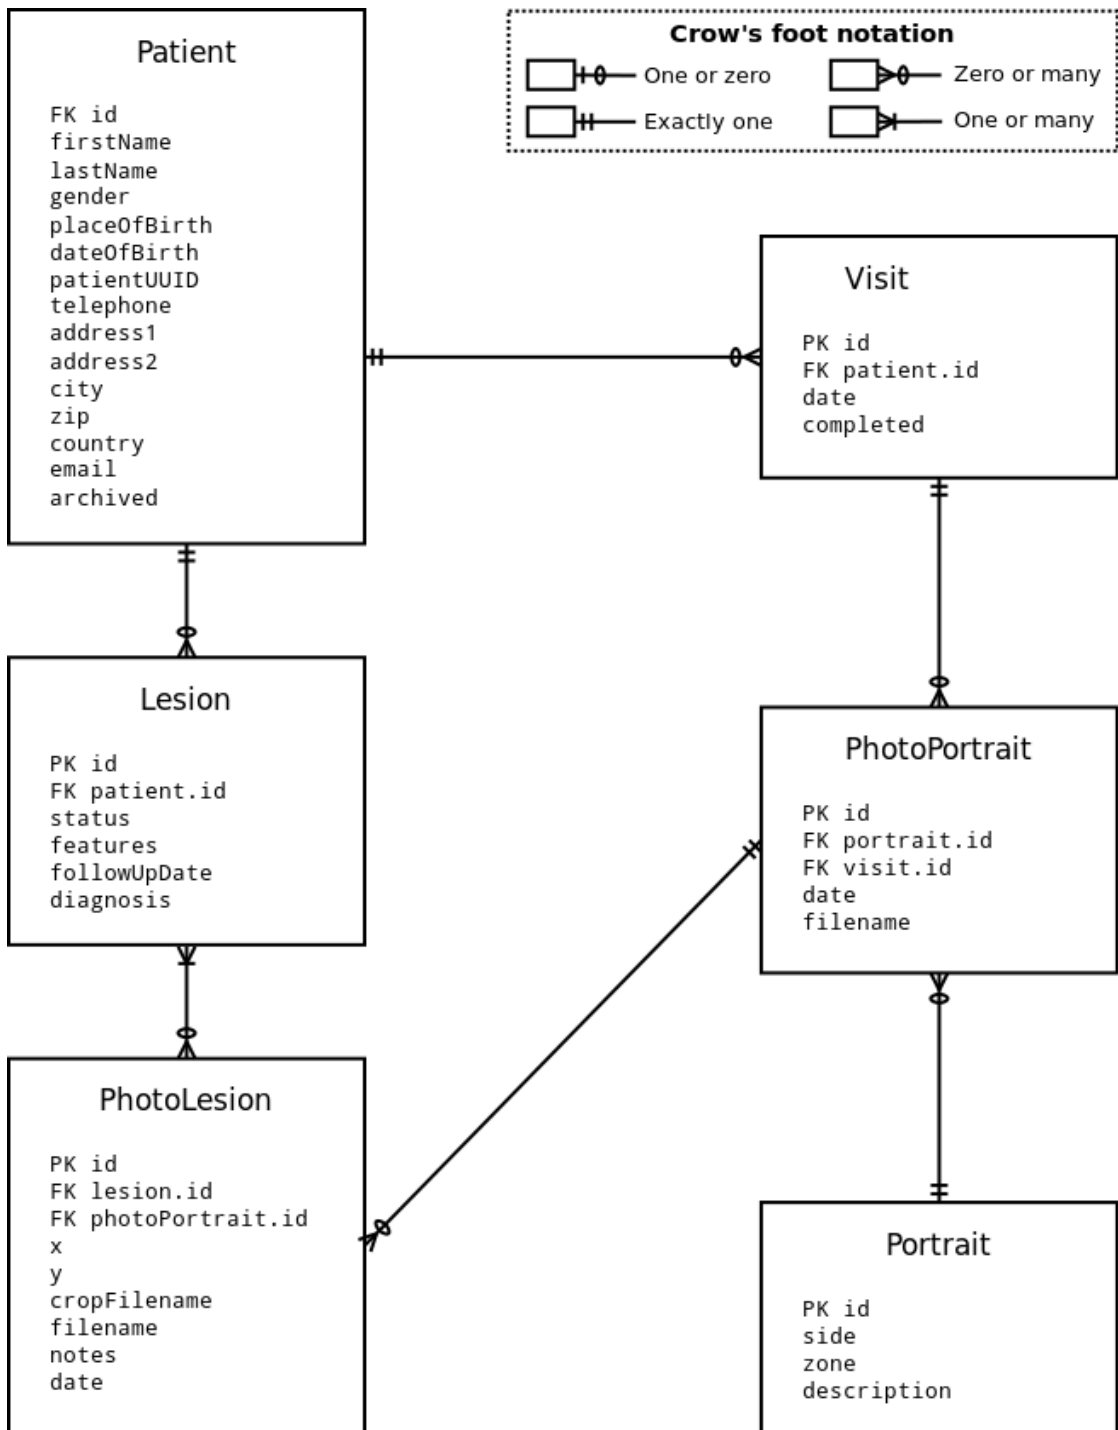 Patient
FK id
firstName
lastName
gender
placeOfBirth
dateOfBirth
patientUUID
telephone
address1
address2
city
zip
country
email
archived
Crow's foot notation
One or zero
Zero or many
Exactly one
One or many
Visit
PK id
FK patient.id
date
completed
Lesion
PK id
FK patient.id
status
features
followUpDate
diagnosis
PhotoPortrait
PK id
FK portrait.id
FK visit.id
date
filename
PhotoLesion
PK id
FK lesion.id
FK photoPortrait.id
x
y
cropFilename
filename
notes
date
Portrait
PK id
side
zone
description